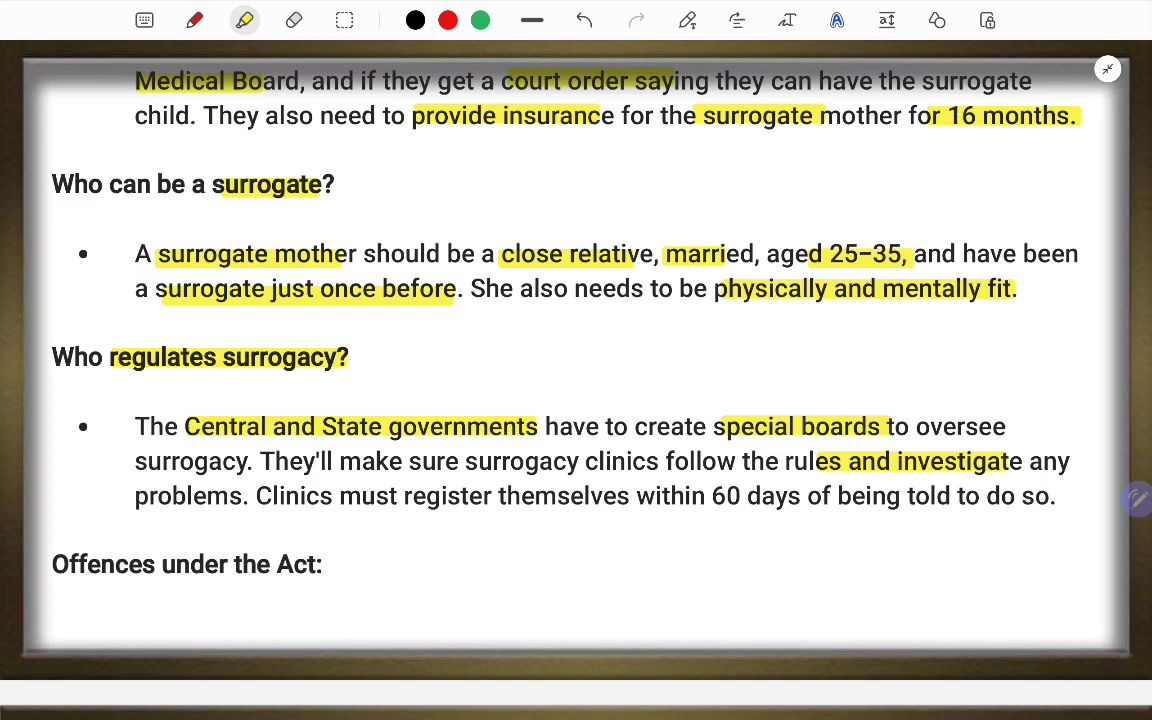 Medical Board, and if they get a court order saying they can have the surrogate
child. They also need to provide insurance for the surrogate mother for 16 months.
Who can be a surrogate?
• A surrogate mother should be a close relative, married, aged 25–35, and have been
a surrogate just once before. She also needs to be physically and mentally fit.
Who regulates surrogacy?
• The Central and State governments have to create special boards to oversee
surrogacy. They'll make sure surrogacy clinics follow the rules and investigate any
problems. Clinics must register themselves within 60 days of being told to do so.
Offences under the Act: